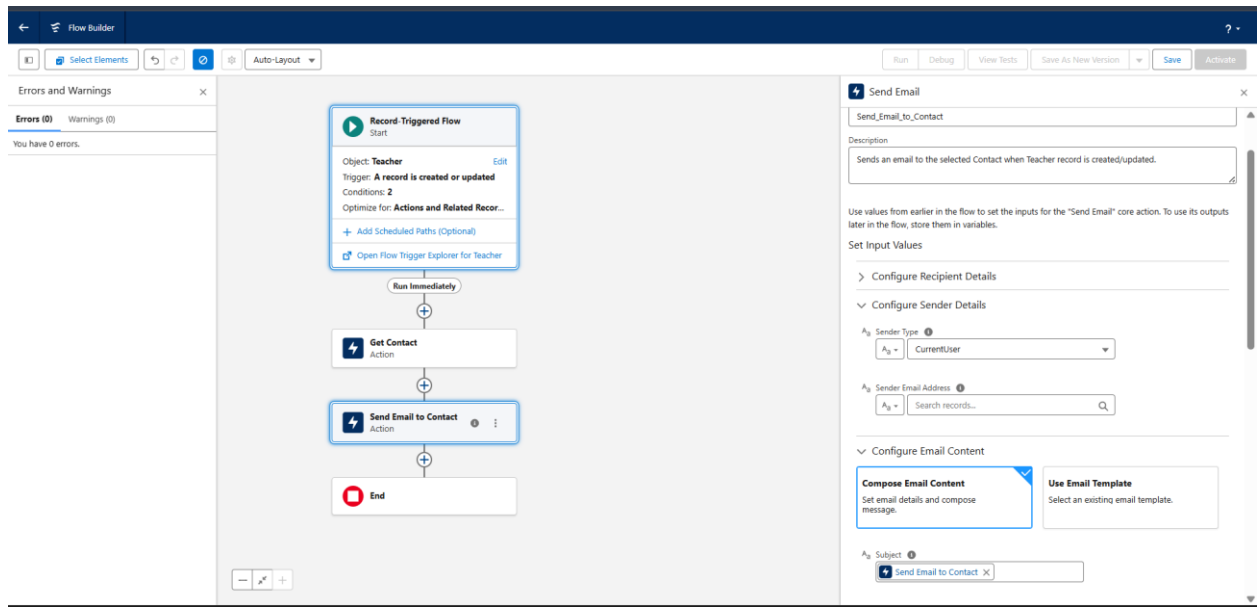 Flow Builder
?
Select Elements
Auto-Layout
Run
Debug
View Tests
Save As New Version
Save
Activate
Errors and Warnings
Errors (0)
Warnings (0)
You have 0 errors.
Record-Triggered Flow
Start
Object: Teacher
Edit
Trigger: A record is created or updated
Conditions: 2
Optimize for: Actions and Related Recor...
+ Add Scheduled Paths (Optional)
Open Flow Trigger Explorer for Teacher
Run Immediately
Get Contact
Action
Send Email to Contact
Action
End
Send Email
Send_Email_to_Contact
Description
Sends an email to the selected Contact when Teacher record is created/updated.
Use values from earlier in the flow to set the inputs for the "Send Email" core action. To use its outputs
later in the flow, store them in variables.
Set Input Values
Configure Recipient Details
Configure Sender Details
Aa Sender Type
Aa
CurrentUser
Aa Sender Email Address
Aa
Search records...
Configure Email Content
Compose Email Content
Set email details and compose
message.
Use Email Template
Select an existing email template.
Aa Subject
Send Email to Contact